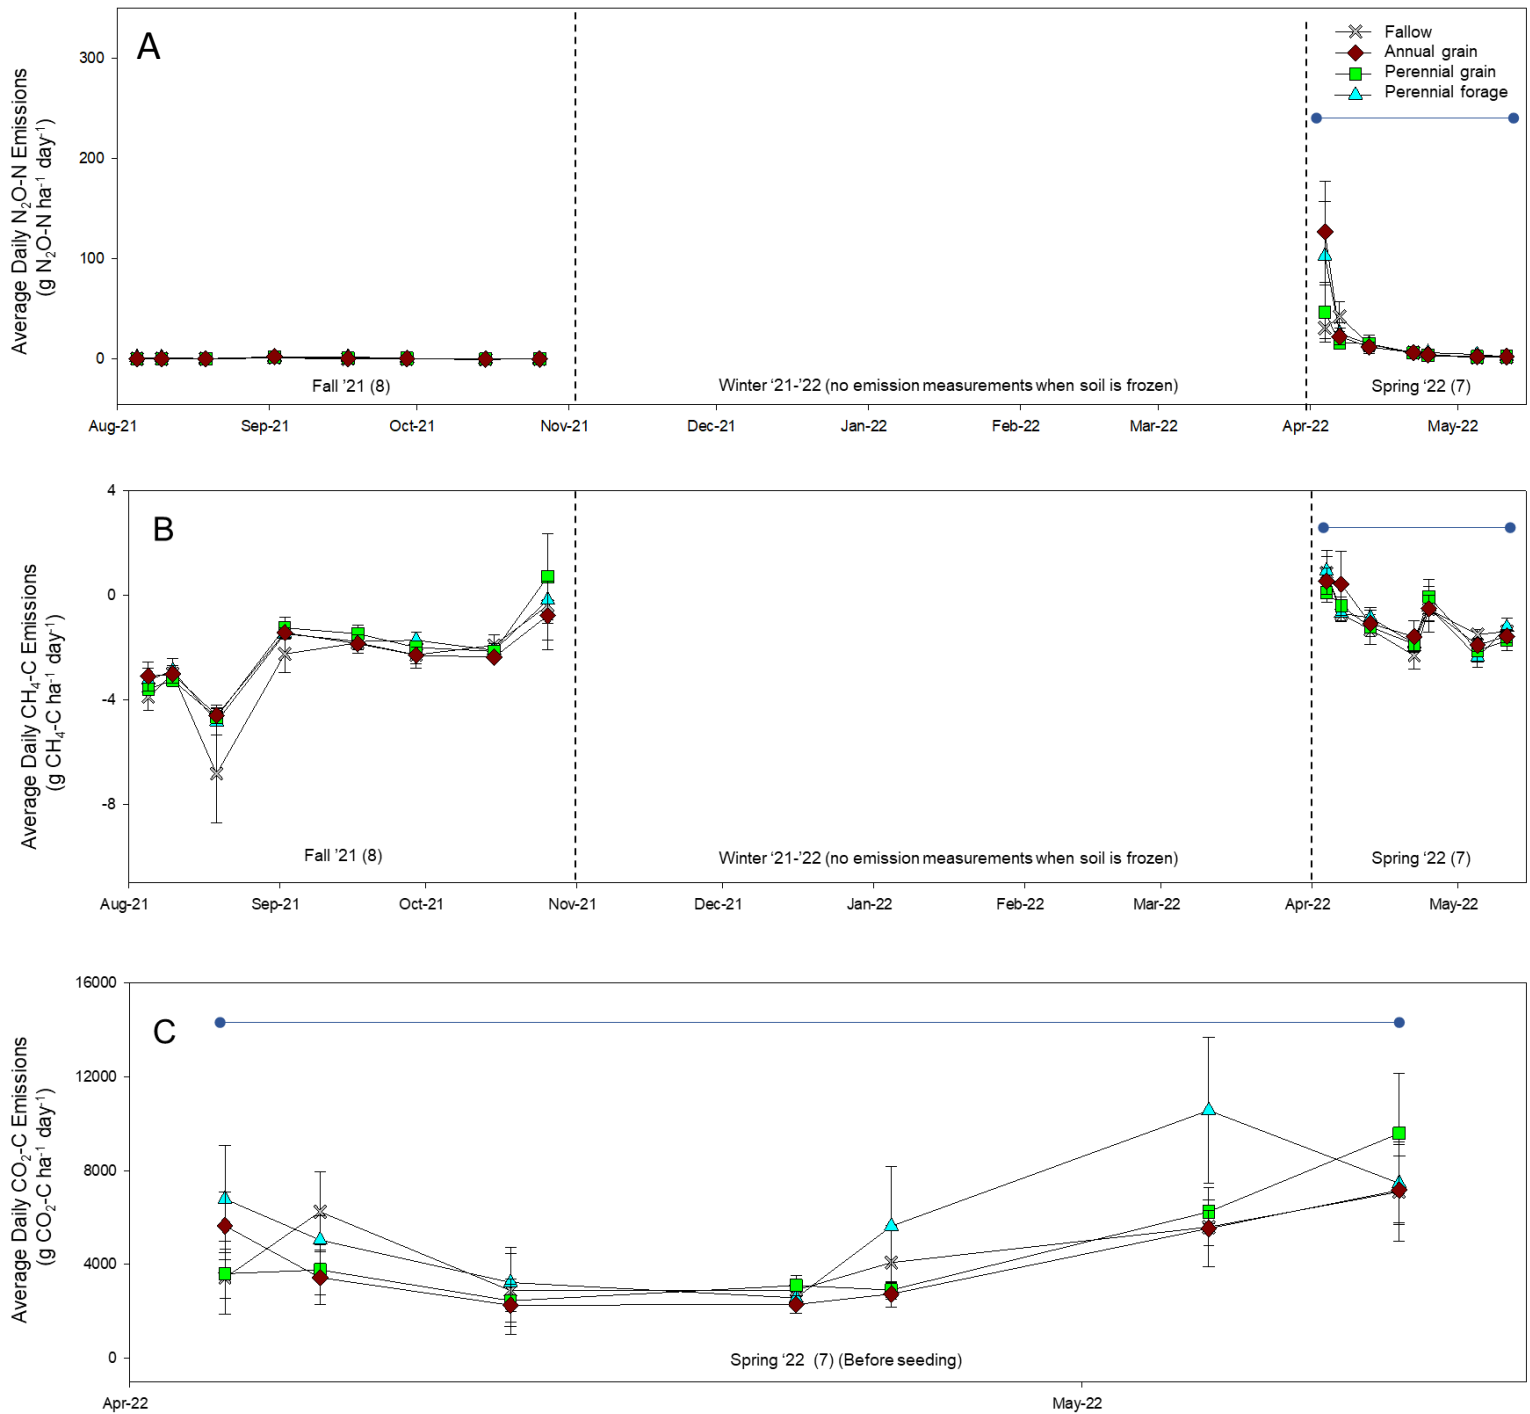 A
Average Daily N₂O-N Emissions
(g N₂O-N ha⁻¹ day⁻¹)
300
200
100
0
Fallow
Annual grain
Perennial grain
Perennial forage
Fall '21 (8)
Winter '21-'22 (no emission measurements when soil is frozen)
Spring '22 (7)
Aug-21 Sep-21 Oct-21 Nov-21 Dec-21 Jan-22 Feb-22 Mar-22 Apr-22 May-22
B
Average Daily CH₄-C Emissions
(g CH₄-C ha⁻¹ day⁻¹)
4
0
-4
-8
Fall '21 (8)
Winter '21-'22 (no emission measurements when soil is frozen)
Spring '22 (7)
Aug-21 Sep-21 Oct-21 Nov-21 Dec-21 Jan-22 Feb-22 Mar-22 Apr-22 May-22
C
Average Daily CO₂-C Emissions
(g CO₂-C ha⁻¹ day⁻¹)
16000
12000
8000
4000
0
Spring '22 (7) (Before seeding)
Apr-22 May-22